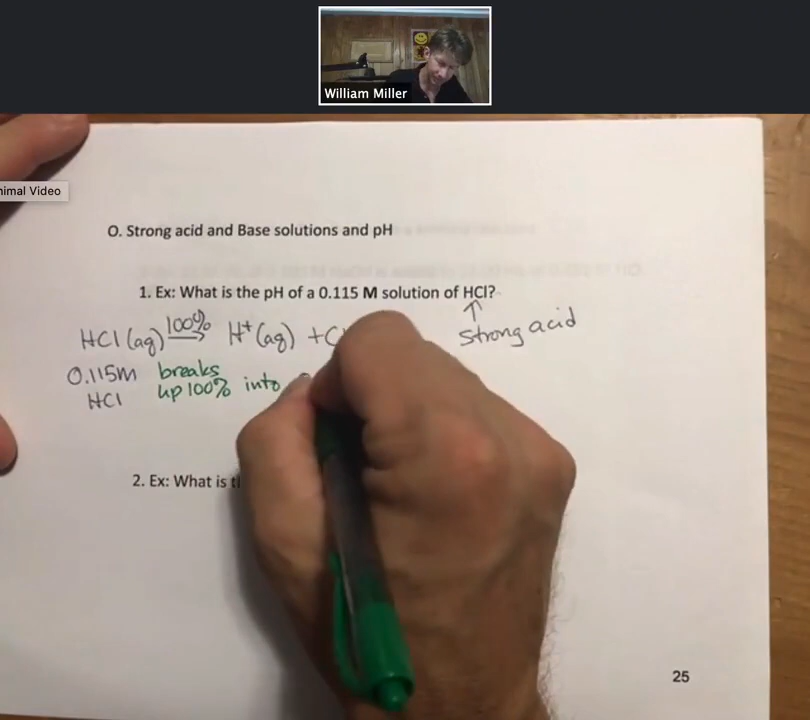 William Miller
nimal Video
O. Strong acid and Base solutions and pH
1. Ex: What is the pH of a 0.115 M solution of HCl?
↑
HCl(aq) 100% → H⁺(aq) + C
strong acid
0.115M breaks
HCl up 100% into
2. Ex: What is t
25